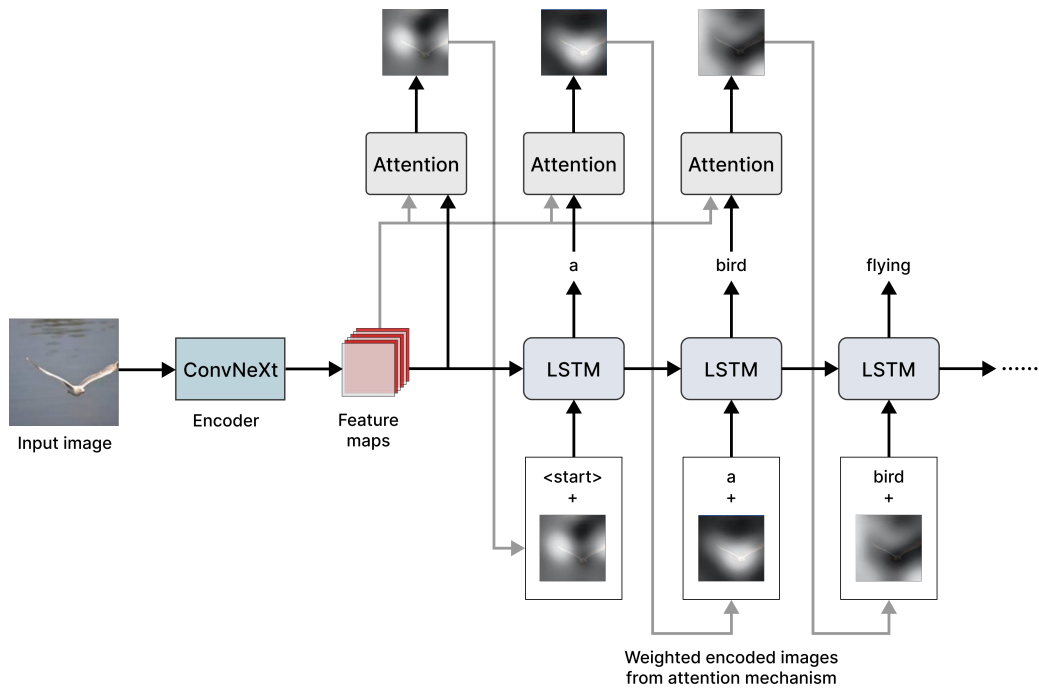 Attention
Attention
Attention
a
bird
flying
ConvNeXt
LSTM
LSTM
LSTM
......
Encoder
Input image
Feature
maps
<start>
+
a
+
bird
+
Weighted encoded images
from attention mechanism